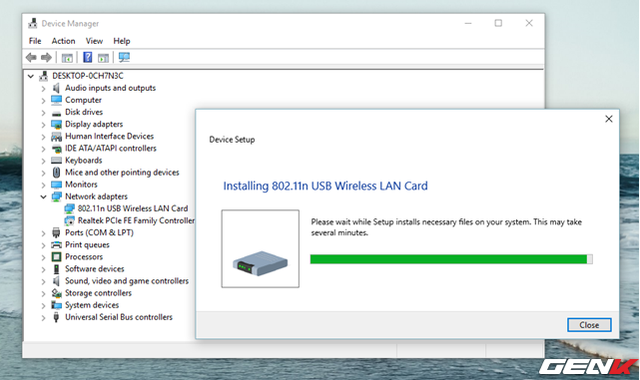 Device Manager
File Action View Help
DESKTOP-0CH7N3C
Audio inputs and outputs
Computer
Disk drives
Display adapters
Human Interface Devices
IDE ATA/ATAPI controllers
Keyboards
Mice and other pointing devices
Monitors
Network adapters
802.11n USB Wireless LAN Card
Realtek PCIe FE Family Controller
Ports (COM & LPT)
Print queues
Processors
Software devices
Sound, video and game controllers
Storage controllers
System devices
Universal Serial Bus controllers
Device Setup
Installing 802.11n USB Wireless LAN Card
Please wait while Setup installs necessary files on your system. This may take
several minutes.
Close
GENK